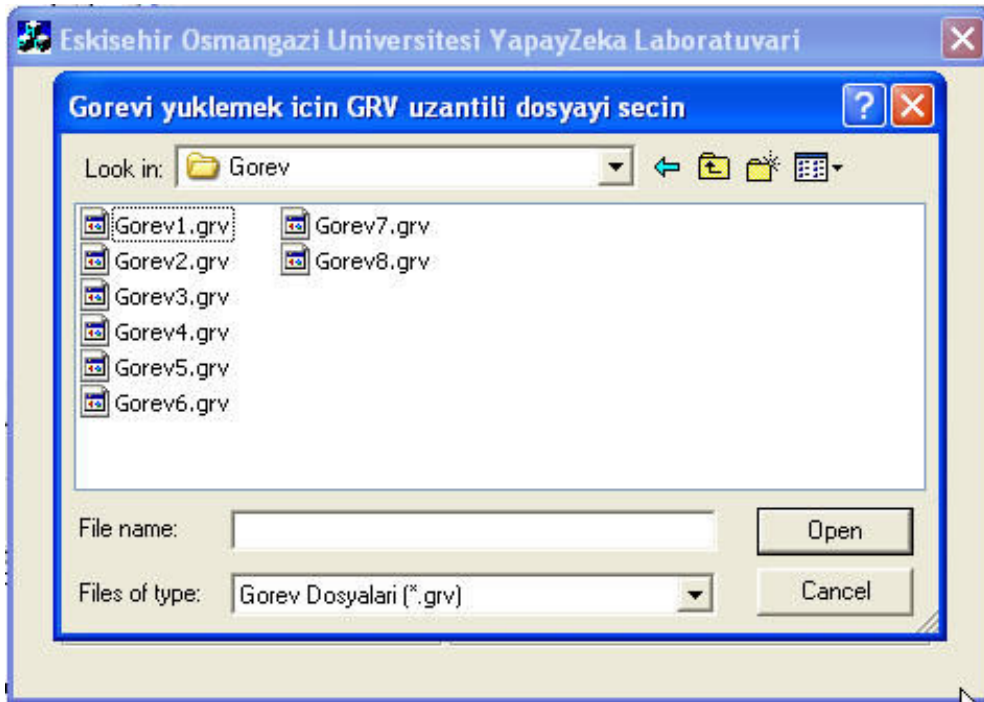 Eskisehir Osmangazi Universitesi YapayZeka Laboratuvari
Gorevi yuklemek icin GRV uzantili dosyayi secin
Look in: Gorev
Gorev1.grv
Gorev2.grv
Gorev3.grv
Gorev4.grv
Gorev5.grv
Gorev6.grv
Gorev7.grv
Gorev8.grv
File name:
Open
Files of type: Gorev Dosyalari (*.grv)
Cancel